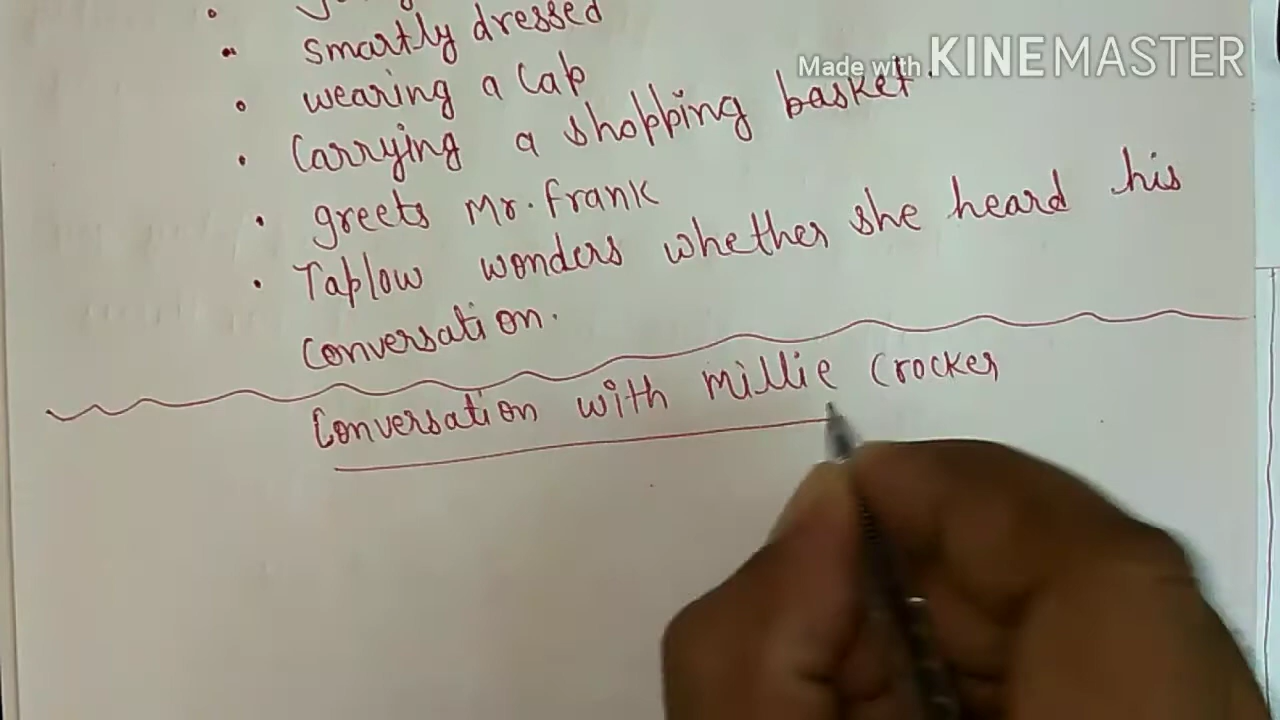 • smartly dressed
Made with KINEMASTER
• wearing a Cap
• Carrying a shopping basket.
• greets Mr. Frank
• Taplow wonders whether she heard his
Conversation.
Conversation with Millie Crocker